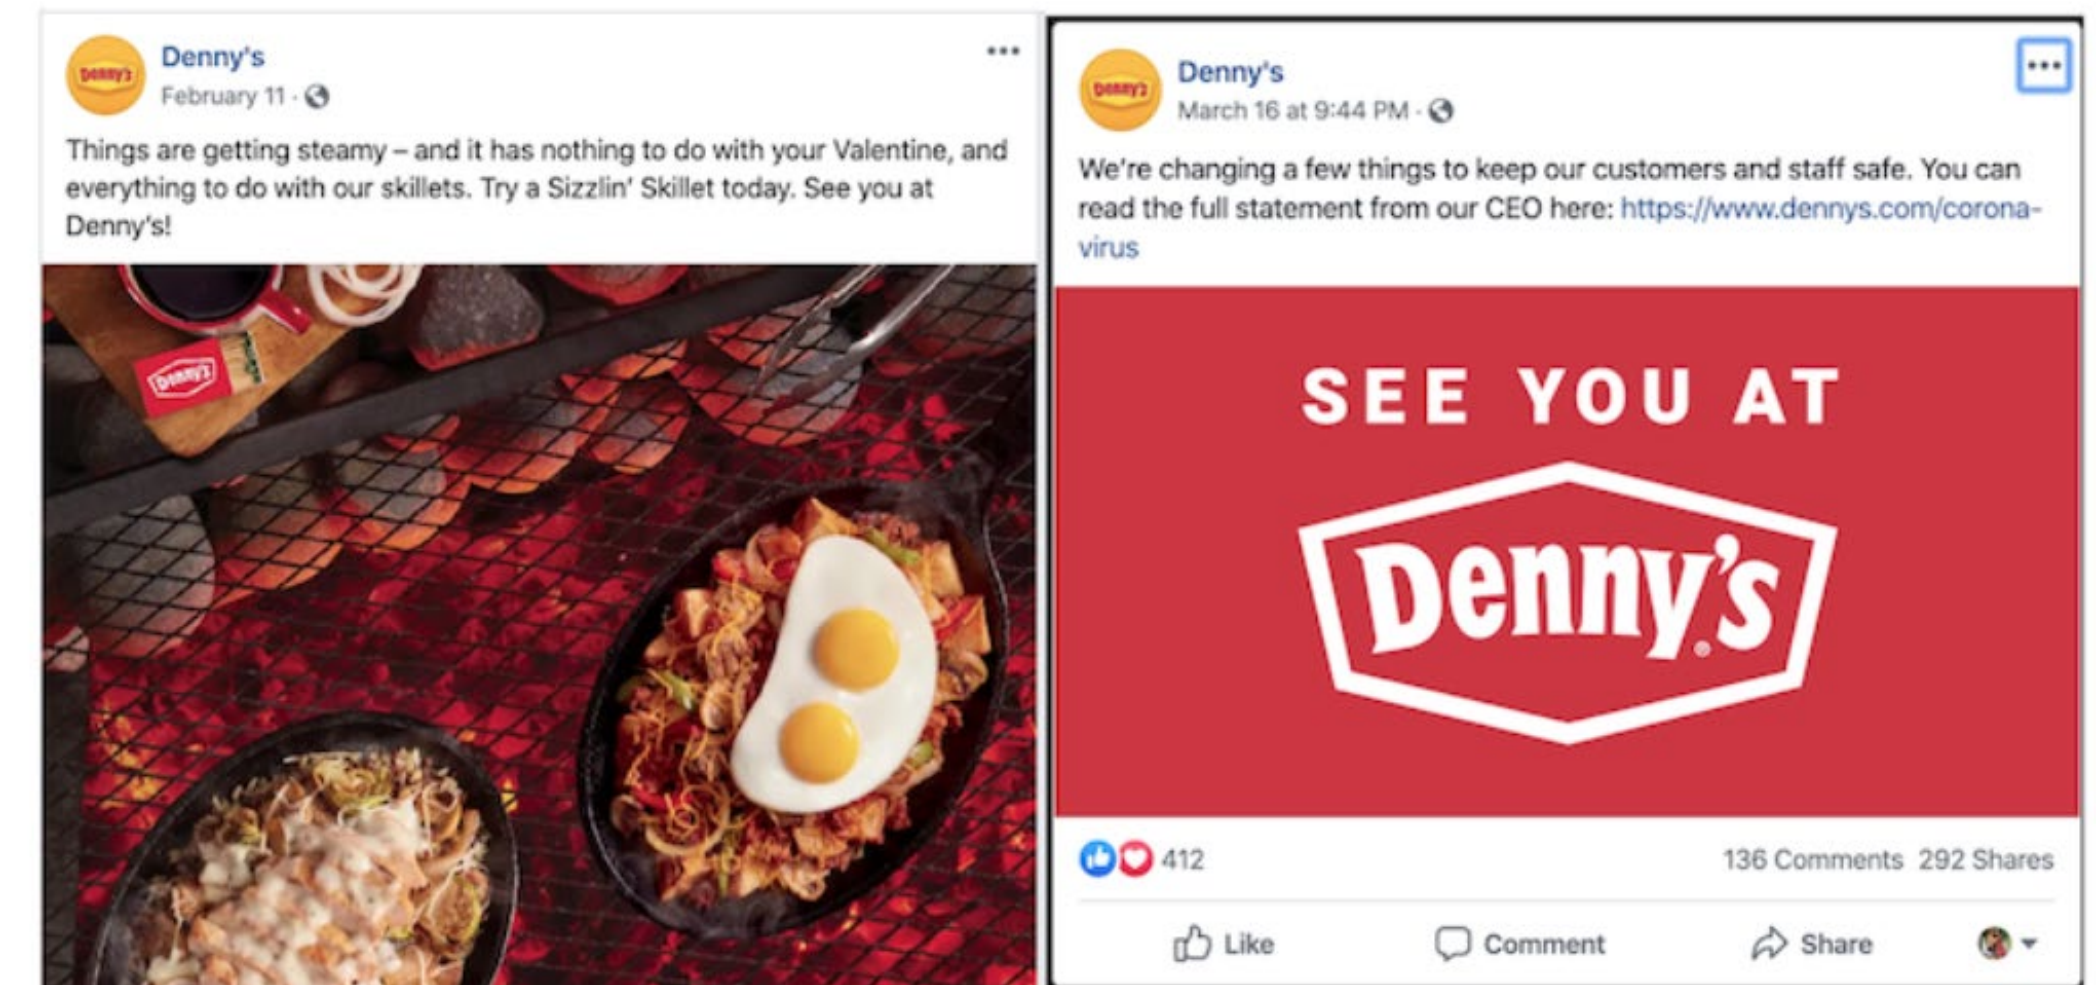 Denny's
February 11 ·
Things are getting steamy – and it has nothing to do with your Valentine, and
everything to do with our skillets. Try a Sizzlin' Skillet today. See you at
Denny's!
Denny's
Denny's
Denny's
March 16 at 9:44 PM ·
We're changing a few things to keep our customers and staff safe. You can
read the full statement from our CEO here: https://www.dennys.com/corona-
virus
Denny's
SEE YOU AT
Denny's
412
136 Comments 292 Shares
Like
Comment
Share